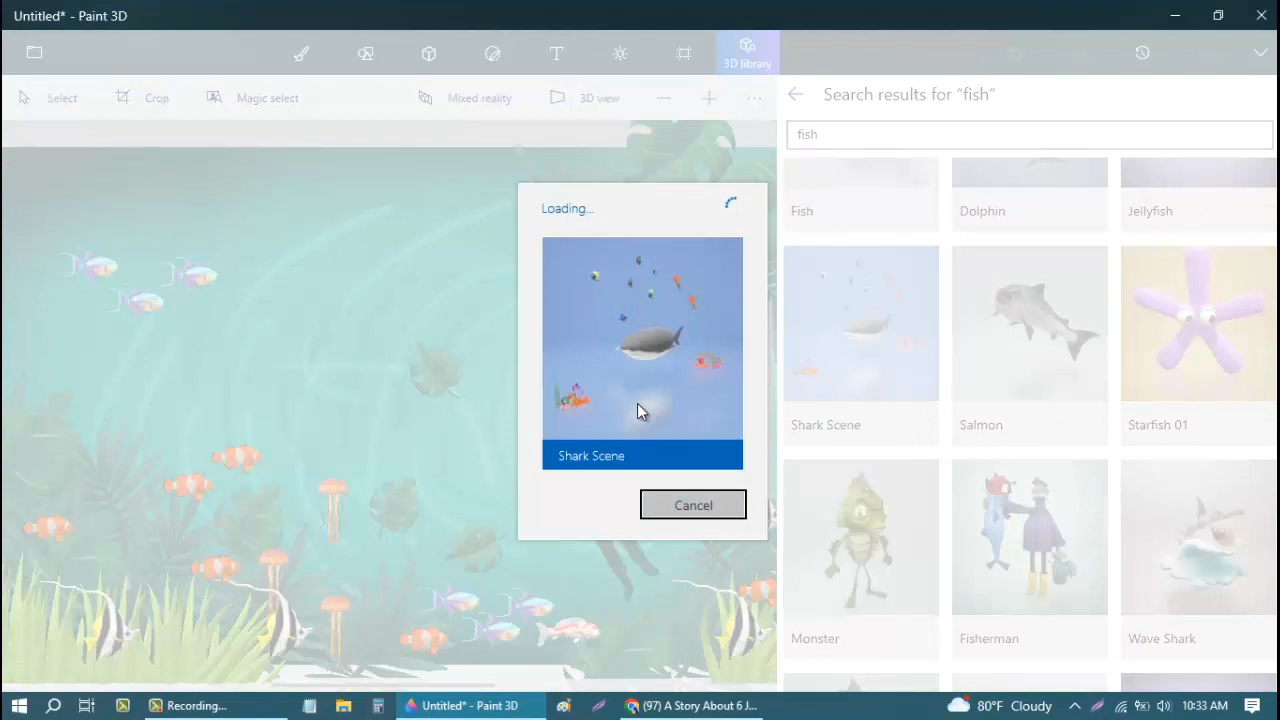 Untitled* - Paint 3D
3D library
Select
Crop
Magic select
Mixed reality
3D view
Search results for “fish”
fish
Fish
Dolphin
Jellyfish
Loading...
Shark Scene
Cancel
Shark Scene
Salmon
Starfish 01
Monster
Fisherman
Wave Shark
Recording...
Untitled* - Paint 3D
(97) A Story About 6 J...
80°F Cloudy
10:33 AM